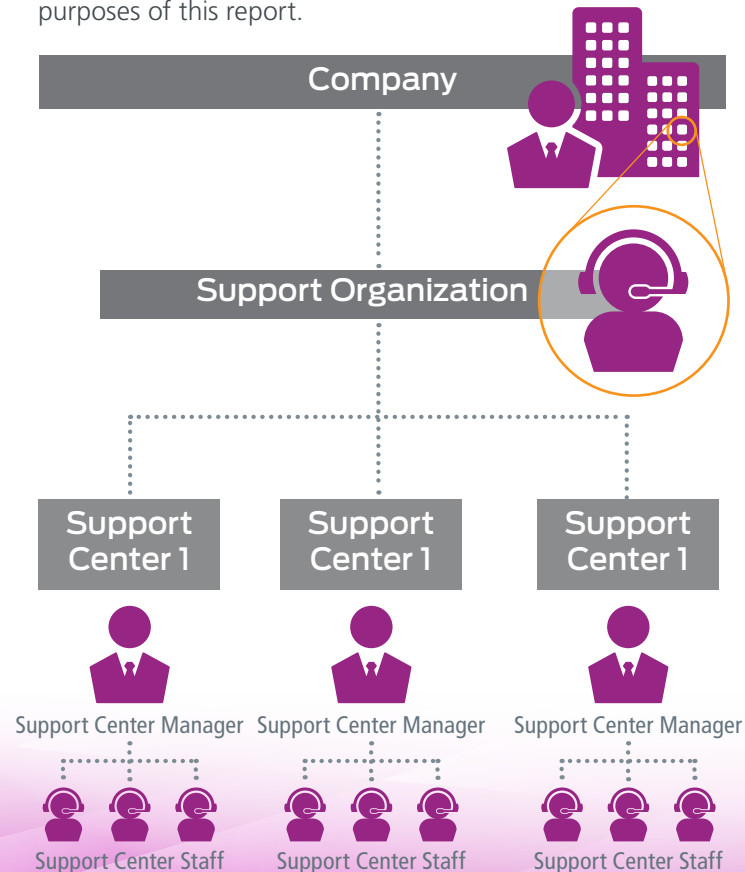 purposes of this report.
Company
Support Organization
Support
Center 1
Support
Center 1
Support
Center 1
Support Center Manager
Support Center Manager
Support Center Manager
Support Center Staff
Support Center Staff
Support Center Staff